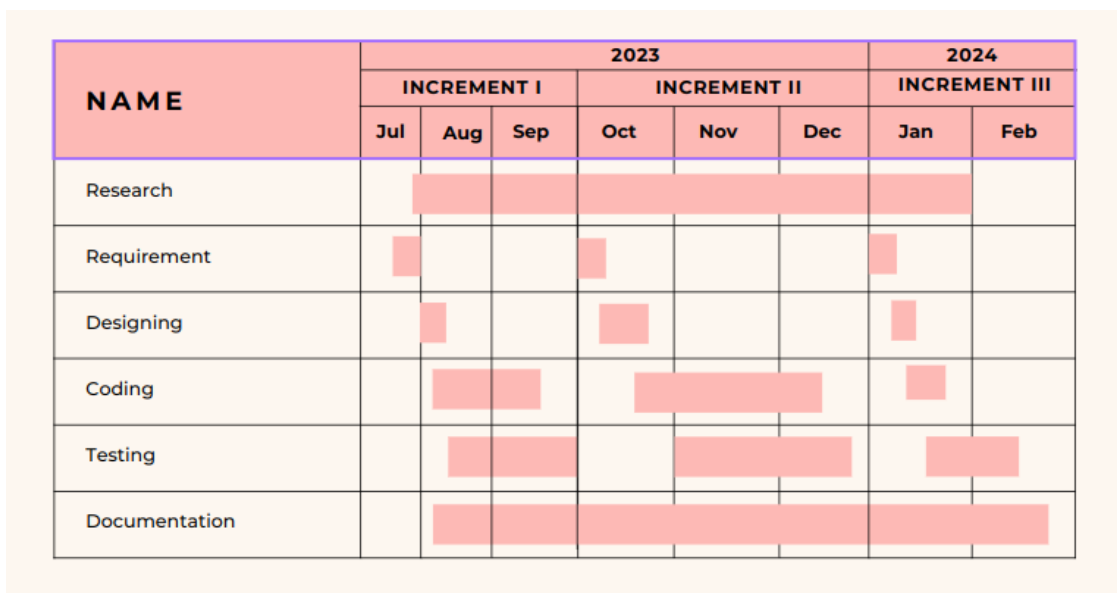 NAME
2023 2024
INCREMENT I INCREMENT II INCREMENT III
Jul Aug Sep Oct Nov Dec Jan Feb
Research
Requirement
Designing
Coding
Testing
Documentation